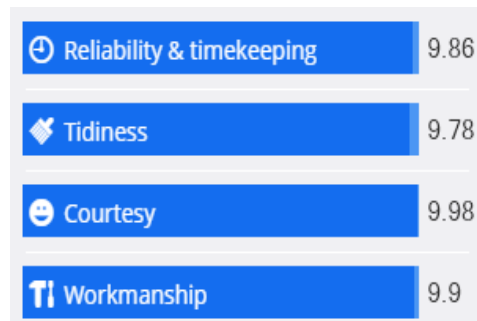 Reliability & timekeeping 9.86
Tidiness 9.78
Courtesy 9.98
Workmanship 9.9